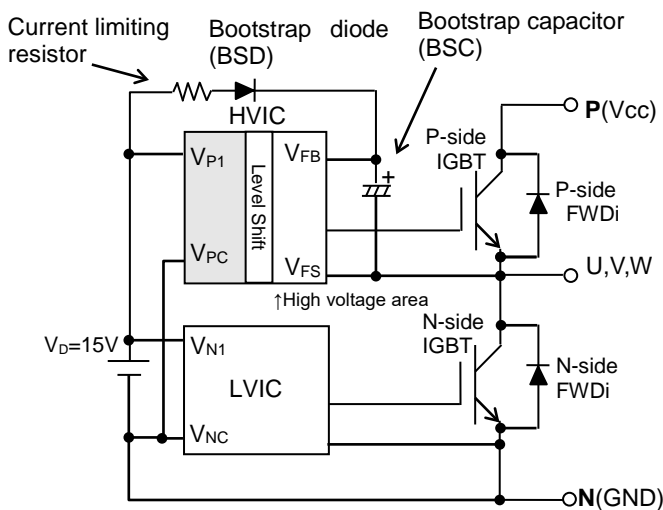 Current limiting
resistor
Bootstrap diode
(BSD)
Bootstrap capacitor
(BSC)
HVIC
P(Vcc)
VP1
Level Shift
VFB
P-side
IGBT
P-side
FWDi
VPC
VFS
U,V,W
↑High voltage area
VD=15V
VN1
N-side
IGBT
N-side
FWDi
LVIC
VNC
N(GND)